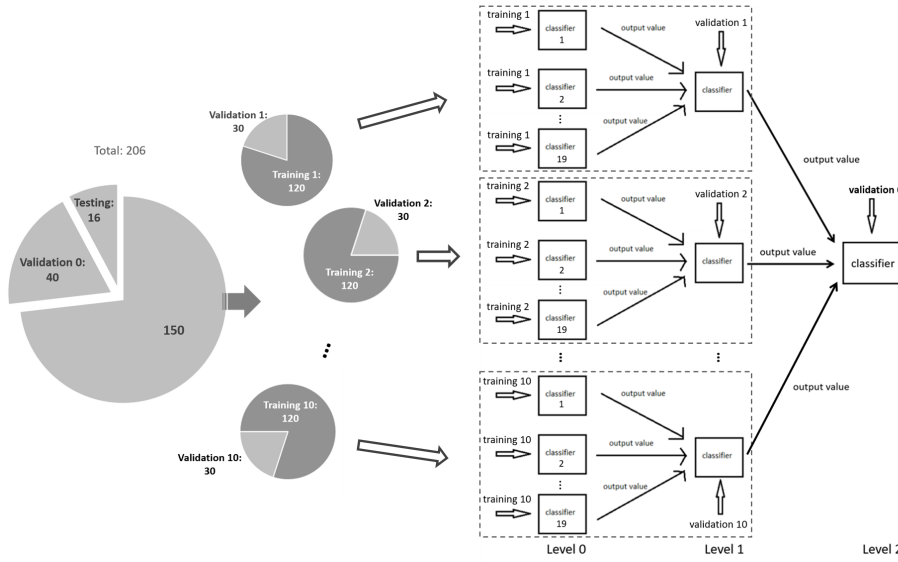 Total: 206
Testing:
16
Validation 0:
40
150
Validation 1:
30
Training 1:
120
Validation 2:
30
Training 2:
120
Training 10:
120
Validation 10:
30
training 1
classifier
1
output value
validation 1
training 1
classifier
2
output value
classifier
training 1
classifier
19
output value
training 2
classifier
1
output value
validation 2
training 2
classifier
2
output value
classifier
training 2
classifier
19
output value
training 10
classifier
1
output value
training 10
classifier
2
output value
classifier
training 10
classifier
19
output value
validation 10
output value
output value
output value
validation
classifier
Level 0
Level 1
Level 2